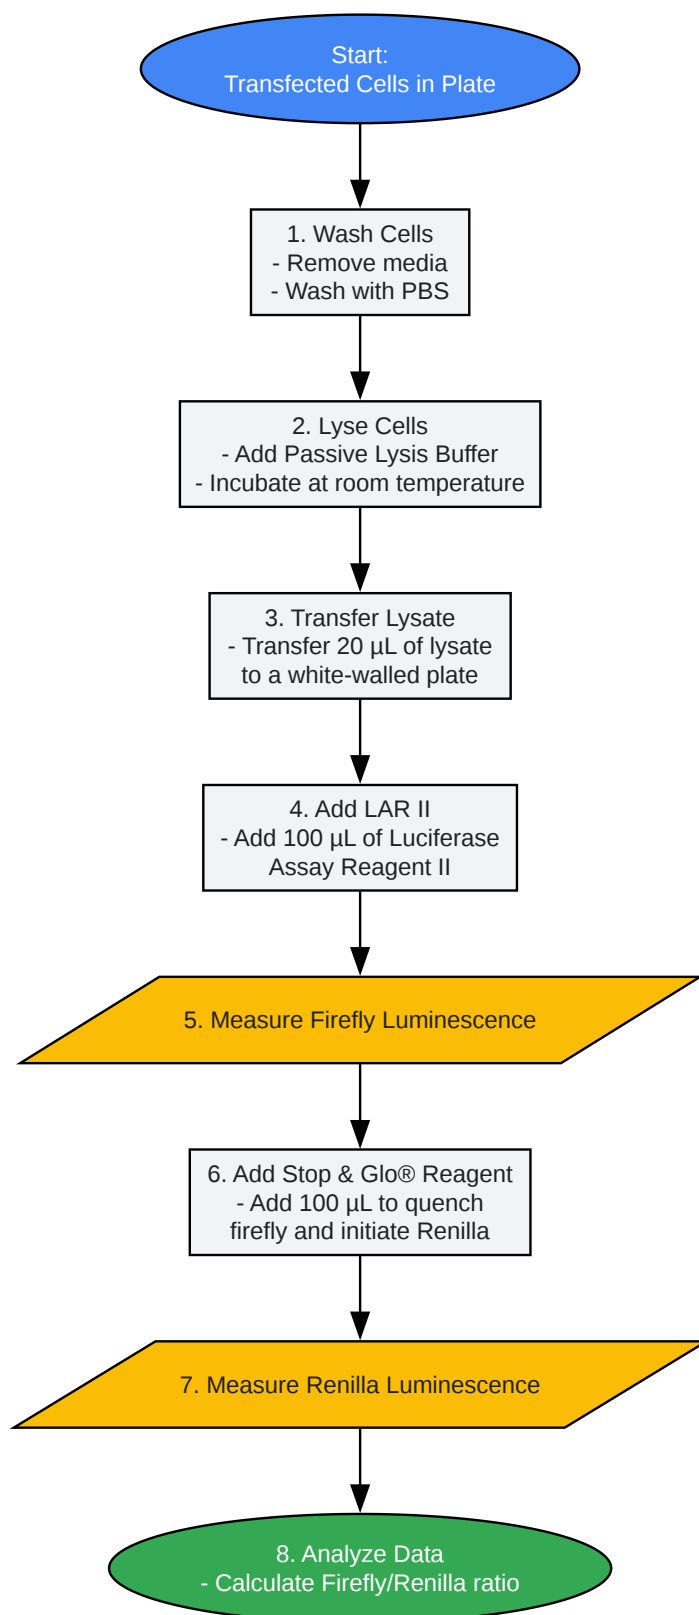 Start:
Transfected Cells in Plate
1. Wash Cells
- Remove media
- Wash with PBS
2. Lyse Cells
- Add Passive Lysis Buffer
- Incubate at room temperature
3. Transfer Lysate
- Transfer 20 µL of lysate
to a white-walled plate
4. Add LAR II
- Add 100 µL of Luciferase
Assay Reagent II
5. Measure Firefly Luminescence
6. Add Stop & Glo® Reagent
- Add 100 µL to quench
firefly and initiate Renilla
7. Measure Renilla Luminescence
8. Analyze Data
- Calculate Firefly/Renilla ratio